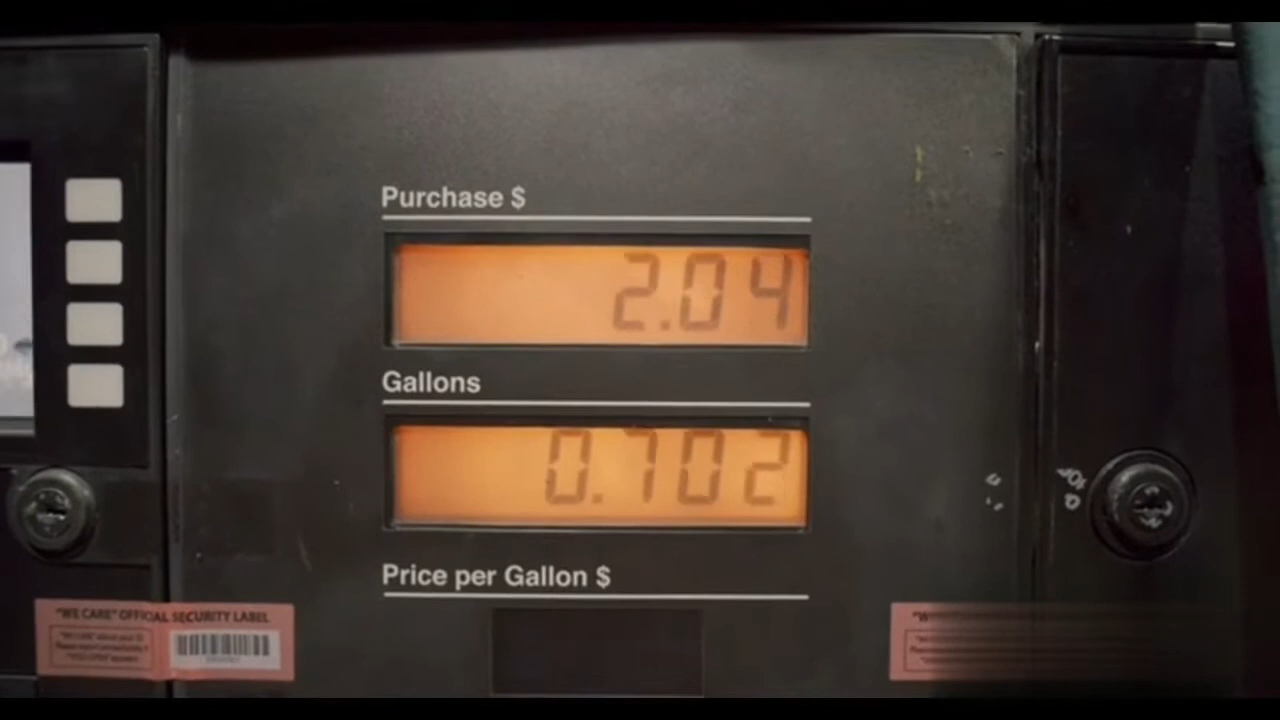 Purchase $
2.04
Gallons
0.702
Price per Gallon $
"WE CARE" OFFICIAL SECURITY LABEL